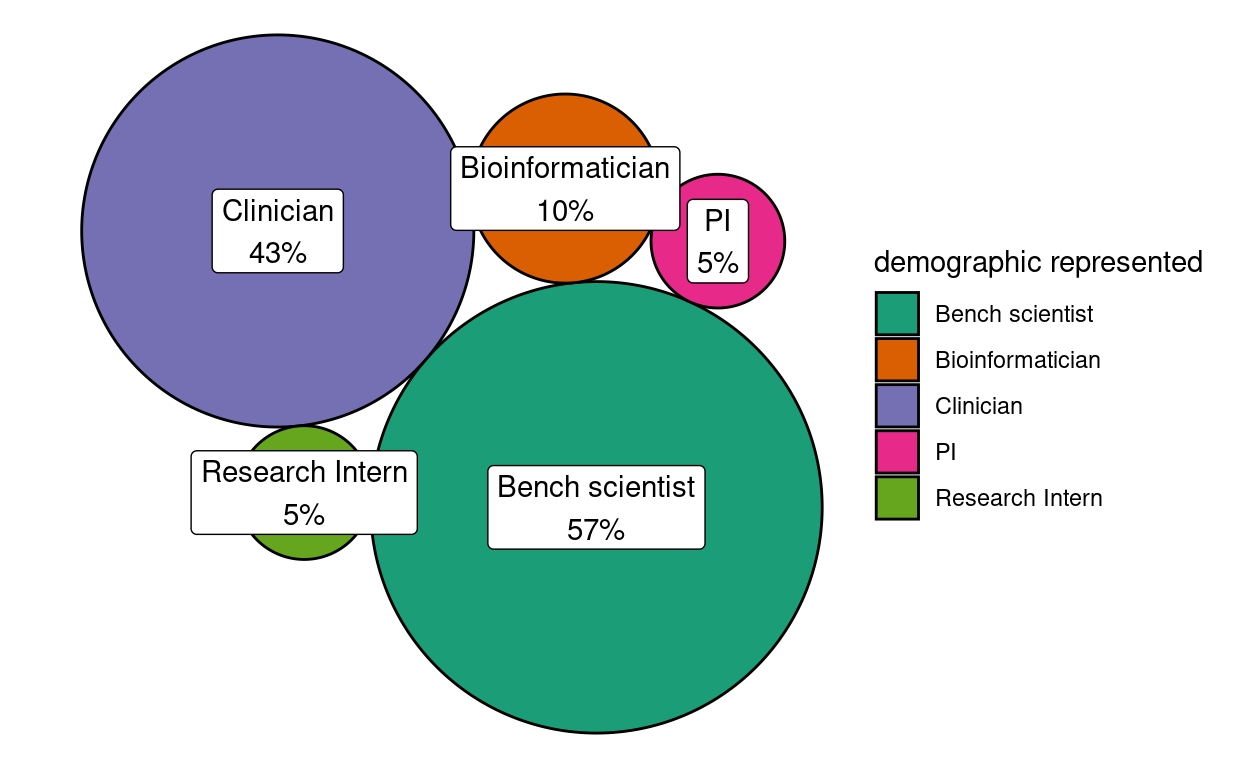 Clinician
43%
Bioinformatician
10%
PI
5%
Research Intern
5%
Bench scientist
57%
demographic represented
Bench scientist
Bioinformatician
Clinician
PI
Research Intern